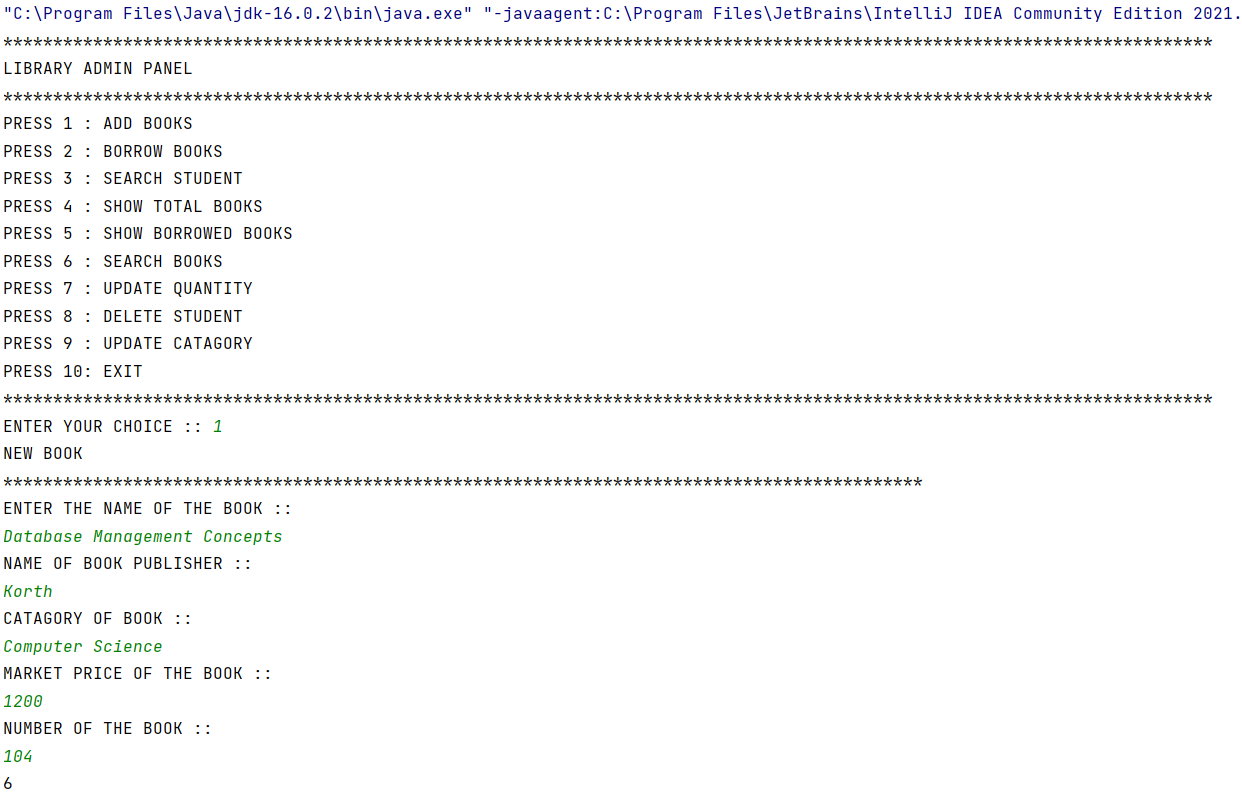 "C:\Program Files\Java\jdk-16.0.2\bin\java.exe" "-javaagent:C:\Program Files\JetBrains\IntelliJ IDEA Community Edition 2021.
*************************************************************************************************************************
LIBRARY ADMIN PANEL
*************************************************************************************************************************
PRESS 1 : ADD BOOKS
PRESS 2 : BORROW BOOKS
PRESS 3 : SEARCH STUDENT
PRESS 4 : SHOW TOTAL BOOKS
PRESS 5 : SHOW BORROWED BOOKS
PRESS 6 : SEARCH BOOKS
PRESS 7 : UPDATE QUANTITY
PRESS 8 : DELETE STUDENT
PRESS 9 : UPDATE CATAGORY
PRESS 10: EXIT
*************************************************************************************************************************
ENTER YOUR CHOICE :: 1
NEW BOOK
********************************************************************************************
ENTER THE NAME OF THE BOOK ::
Database Management Concepts
NAME OF BOOK PUBLISHER ::
Korth
CATAGORY OF BOOK ::
Computer Science
MARKET PRICE OF THE BOOK ::
1200
NUMBER OF THE BOOK ::
104
6